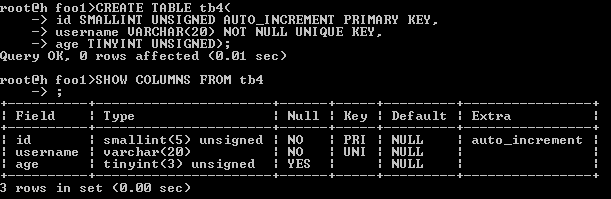 root@h foo1>CREATE TABLE tb4(
    -> id SMALLINT UNSIGNED AUTO_INCREMENT PRIMARY KEY,
    -> username VARCHAR(20) NOT NULL UNIQUE KEY,
    -> age TINYINT UNSIGNED);
Query OK, 0 rows affected (0.01 sec)

root@h foo1>SHOW COLUMNS FROM tb4
    -> ;
+----------+----------------------+------+-----+---------+----------------+
| Field    | Type                 | Null | Key | Default | Extra          |
+----------+----------------------+------+-----+---------+----------------+
| id       | smallint(5) unsigned | NO   | PRI | NULL    | auto_increment |
| username | varchar(20)          | NO   | UNI | NULL    |                |
| age      | tinyint(3) unsigned  | YES  |     | NULL    |                |
+----------+----------------------+------+-----+---------+----------------+
3 rows in set (0.00 sec)